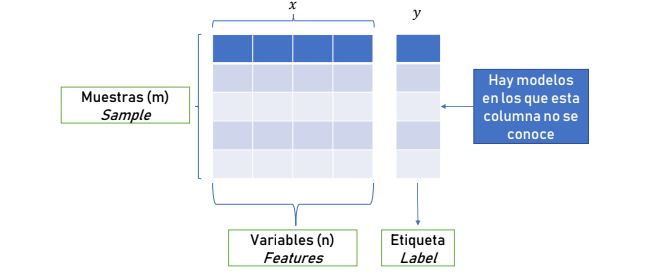 x
y
Muestras (m)
Sample
Hay modelos
en los que esta
columna no se
conoce
Variables (n)
Features
Etiqueta
Label